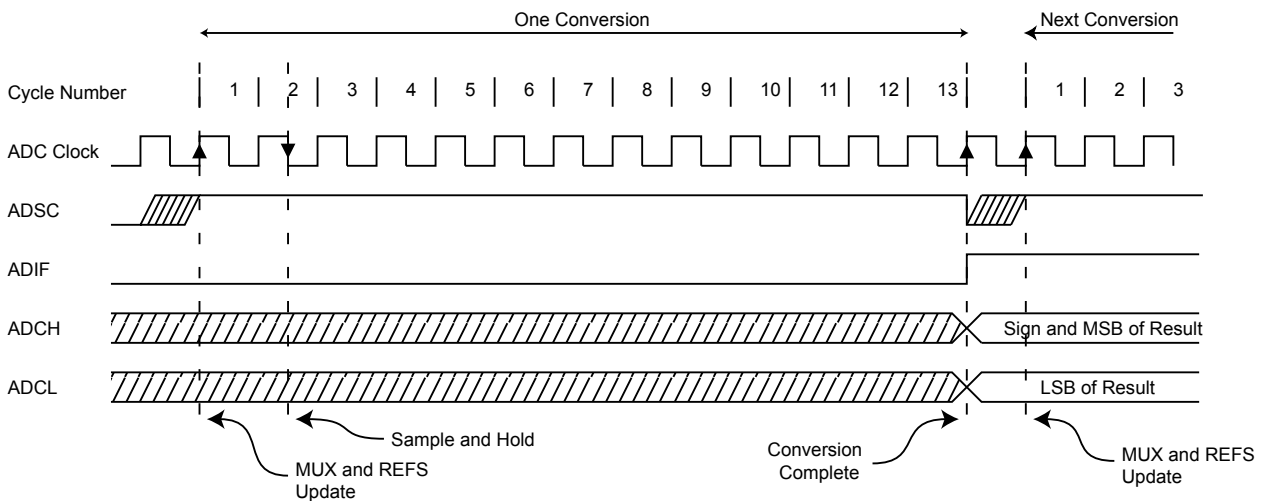 One Conversion
Next Conversion
Cycle Number
1 2 3 4 5 6 7 8 9 10 11 12 13 1 2 3
ADC Clock
ADSC
ADIF
ADCH
Sign and MSB of Result
ADCL
LSB of Result
Sample and Hold
MUX and REFS
Update
Conversion
Complete
MUX and REFS
Update